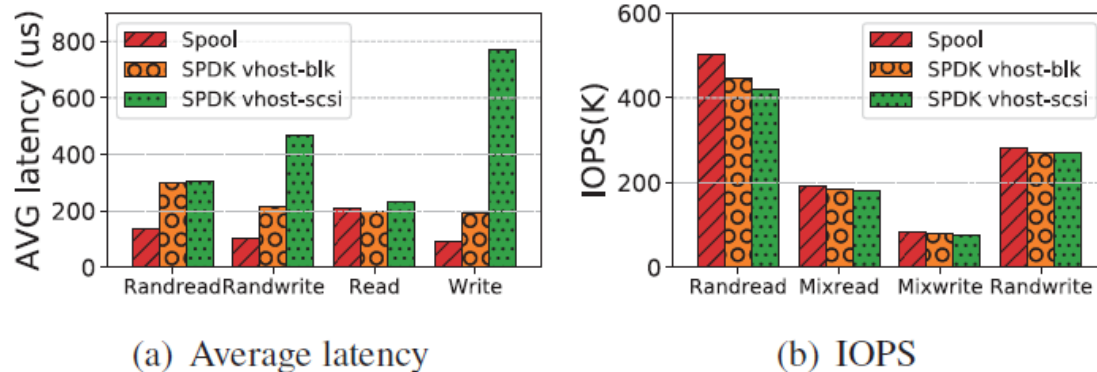 AVG latency (us)
800
600
400
200
0
Spool
SPDK vhost-blk
SPDK vhost-scsi
Randread Randwrite Read Write
(a) Average latency
IOPS(K)
600
400
200
0
Spool
SPDK vhost-blk
SPDK vhost-scsi
Randread Mixread Mixwrite Randwrite
(b) IOPS